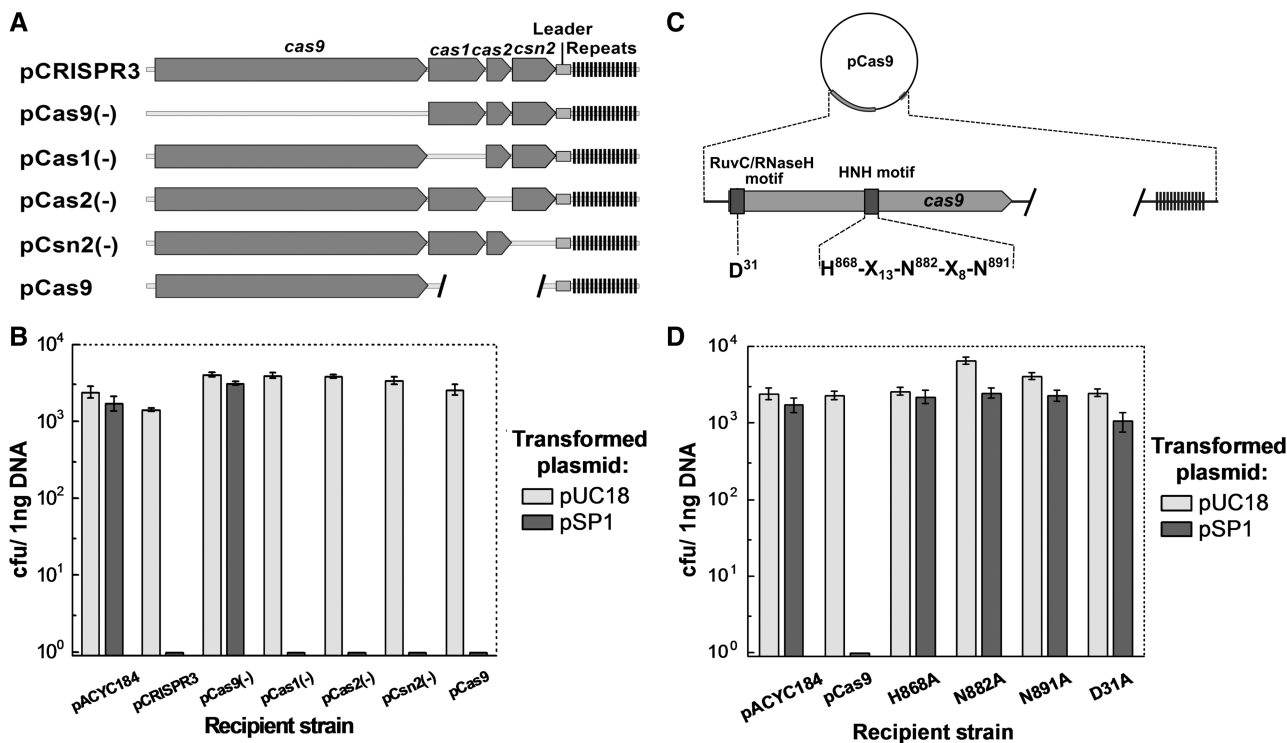 A
Leader
cas9 cas1 cas2 csn2 Repeats
pCRISPR3
pCas9(-)
pCas1(-)
pCas2(-)
pCsn2(-)
pCas9
B
10⁴
10³
10²
10¹
10⁰
cfu/ 1ng DNA
pACYC184 pCRISPR3 pCas9(-) pCas1(-) pCas2(-) pCsn2(-) pCas9
Recipient strain
Transformed
plasmid:
pUC18
pSP1
C
pCas9
RuvC/RNaseH
motif
HNH motif
cas9
D³¹
H⁸⁶⁸-X₁₃-N⁸⁸²-X₈-N⁸⁹¹
D
10⁴
10³
10²
10¹
10⁰
cfu/ 1ng DNA
pACYC184 pCas9 H868A N882A N891A D31A
Recipient strain
Transformed
plasmid:
pUC18
pSP1